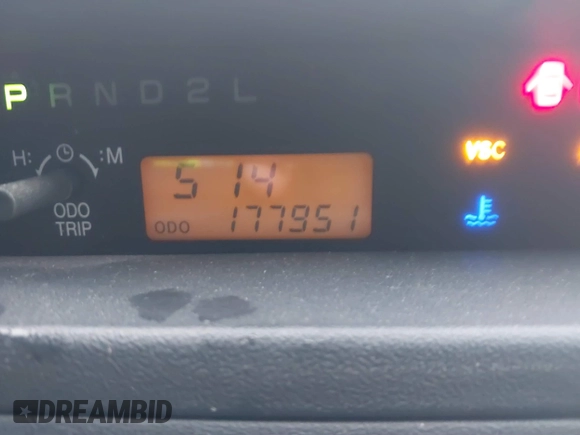 P R N D 2 L
H: :M
ODO
TRIP
5 14
ODO 177951
VSC
DREAMBID